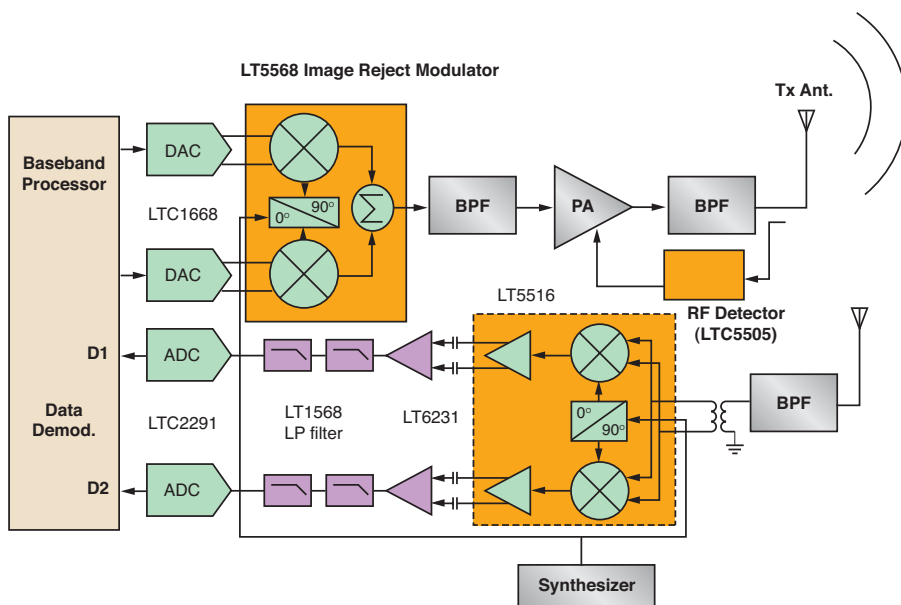 LT5568 Image Reject Modulator
Tx Ant.
Baseband
Processor
DAC
LTC1668
DAC
90°
0°
Σ
BPF
PA
BPF
RF Detector
(LTC5505)
LT5516
D1
ADC
Data
Demod.
LTC2291
LT1568
LP filter
LT6231
0°
90°
BPF
D2
ADC
Synthesizer